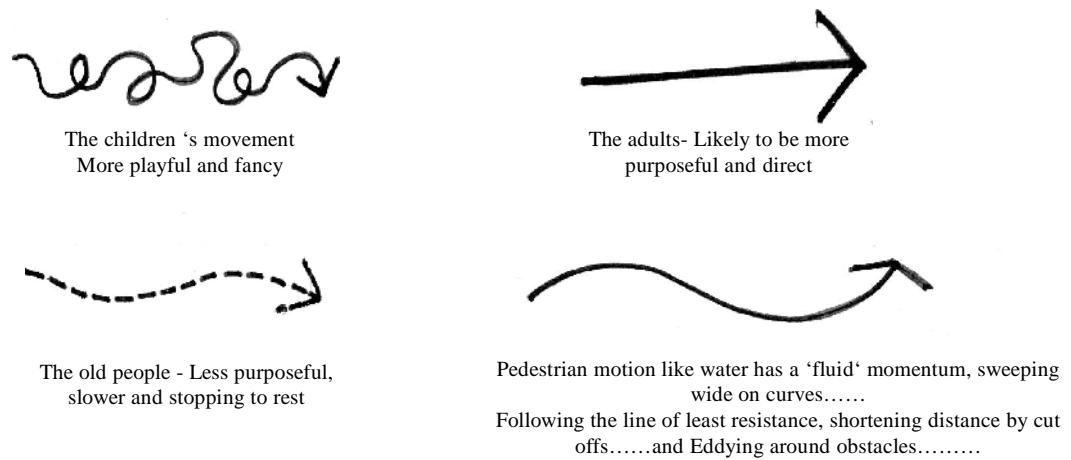 The children ‘s movement
More playful and fancy
The adults- Likely to be more
purposeful and direct
The old people - Less purposeful,
slower and stopping to rest
Pedestrian motion like water has a ‘fluid‘ momentum, sweeping
wide on curves……
Following the line of least resistance, shortening distance by cut
offs……and Eddying around obstacles………